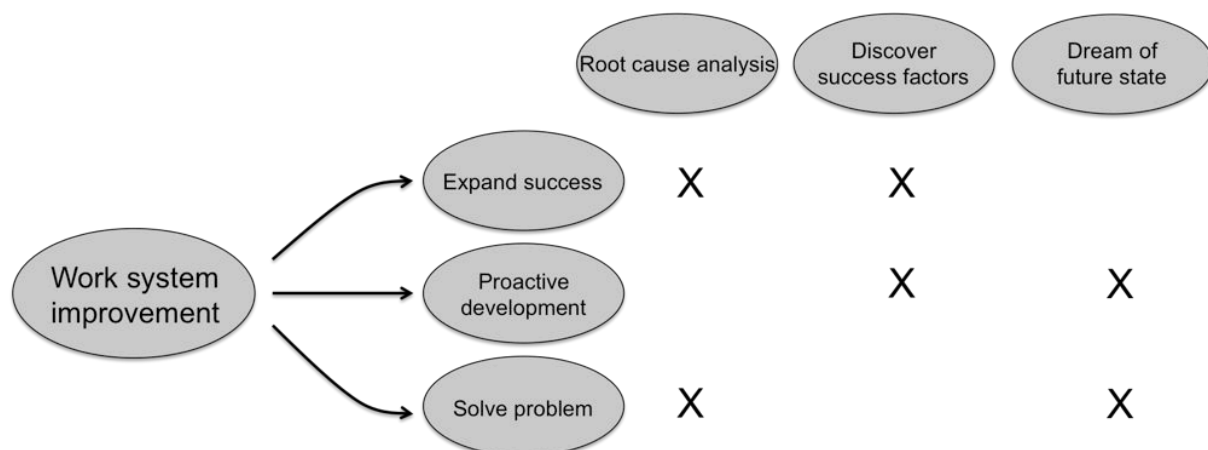 Root cause analysis
Discover
success factors
Dream of
future state
Expand success
X X
Work system
improvement
Proactive
development
X X
Solve problem
X X